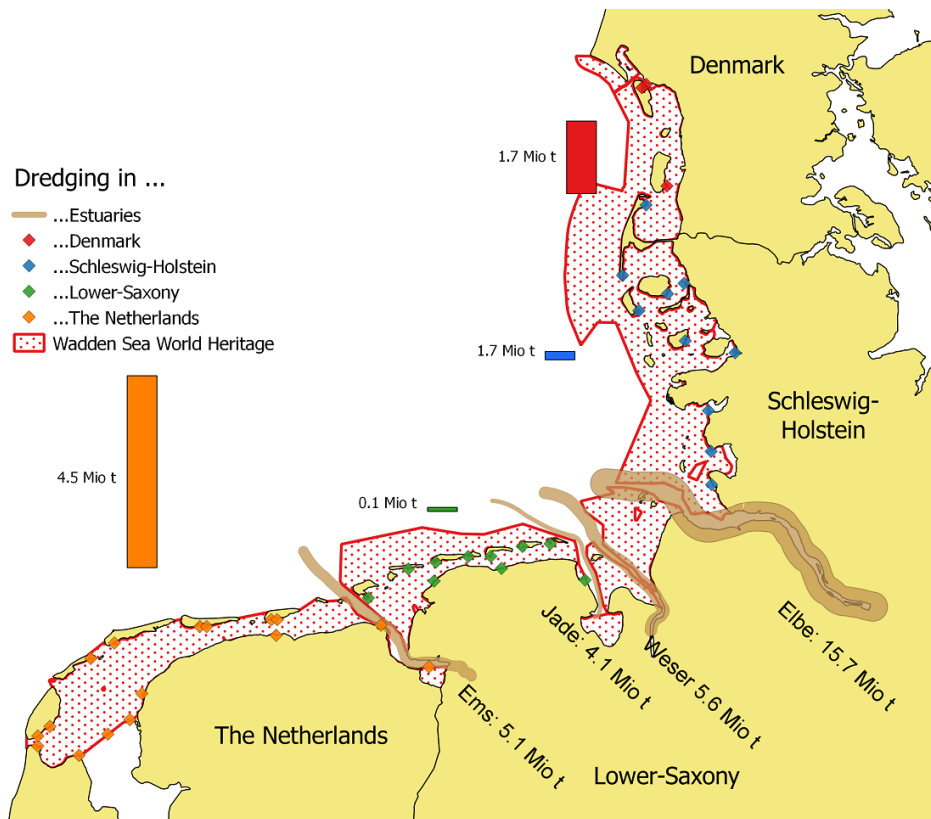 Denmark
1.7 Mio t
Dredging in ...
...Estuaries
...Denmark
...Schleswig-Holstein
...Lower-Saxony
...The Netherlands
Wadden Sea World Heritage
1.7 Mio t
Schleswig-
Holstein
4.5 Mio t
0.1 Mio t
Elbe: 15.7 Mio t
Weser 5.6 Mio t
Jade: 4.1 Mio t
Ems: 5.1 Mio t
The Netherlands
Lower-Saxony